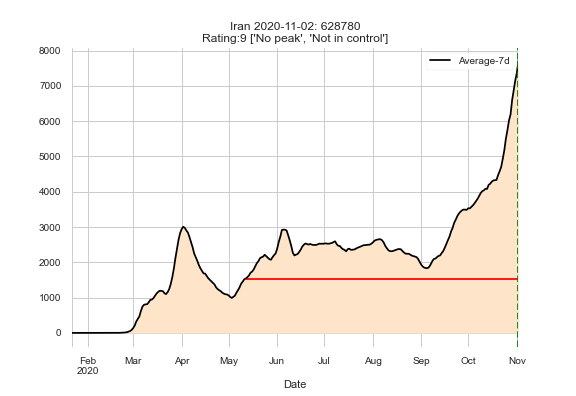 Iran 2020-11-02: 628780
Rating:9 ['No peak', 'Not in control']
Average-7d
8000
7000
6000
5000
4000
3000
2000
1000
0
Feb Mar Apr May Jun Jul Aug Sep Oct Nov
2020
Date